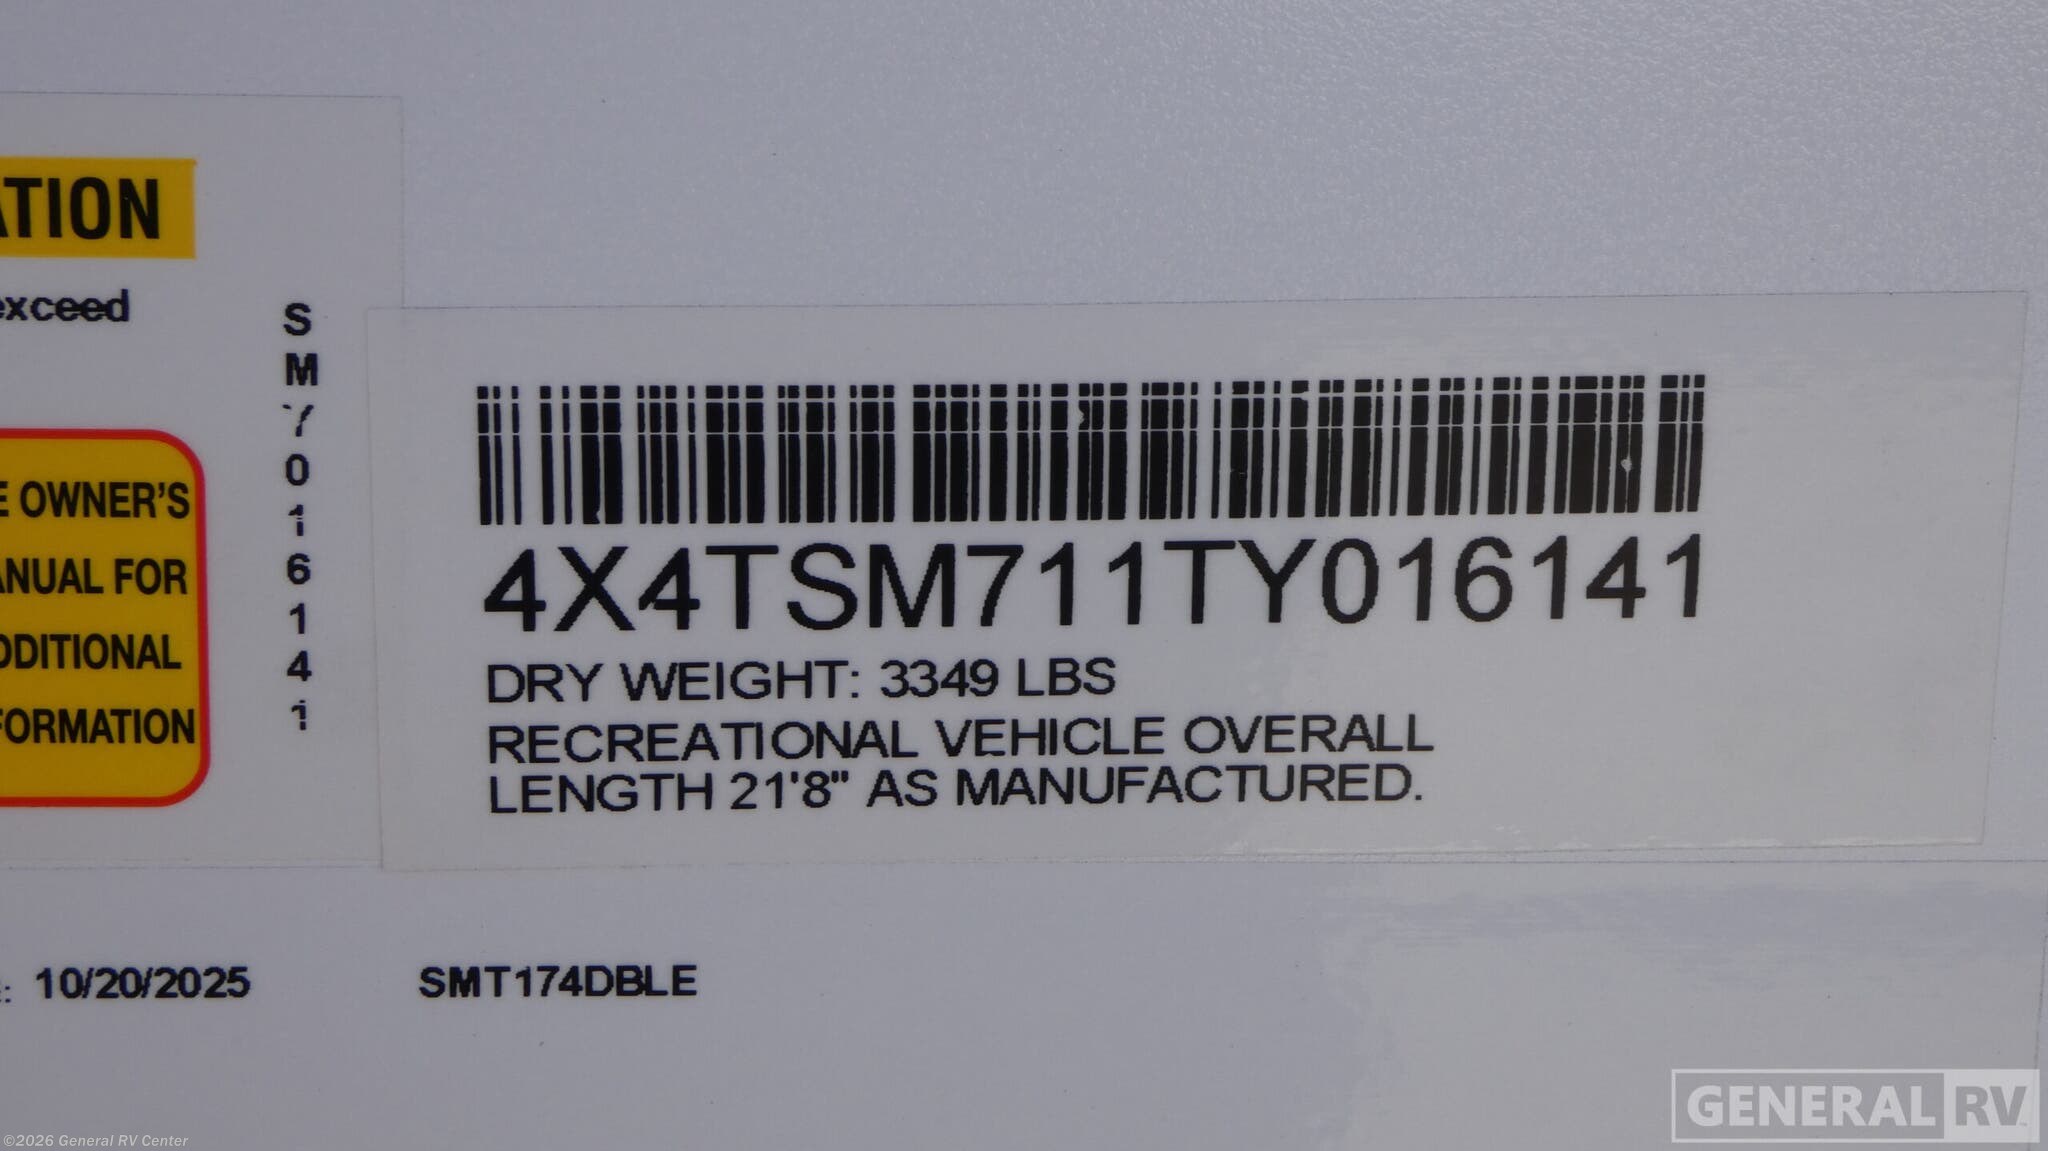 ATION
exceed
E OWNER'S
ANUAL FOR
DDITIONAL
FORMATION
S
M
7
0
1
6
1
4
1
4X4TSM711TY016141
DRY WEIGHT: 3349 LBS
RECREATIONAL VEHICLE OVERALL
LENGTH 21'8" AS MANUFACTURED.
: 10/20/2025
SMT174DBLE
GENERAL RV
©2026 General RV Center